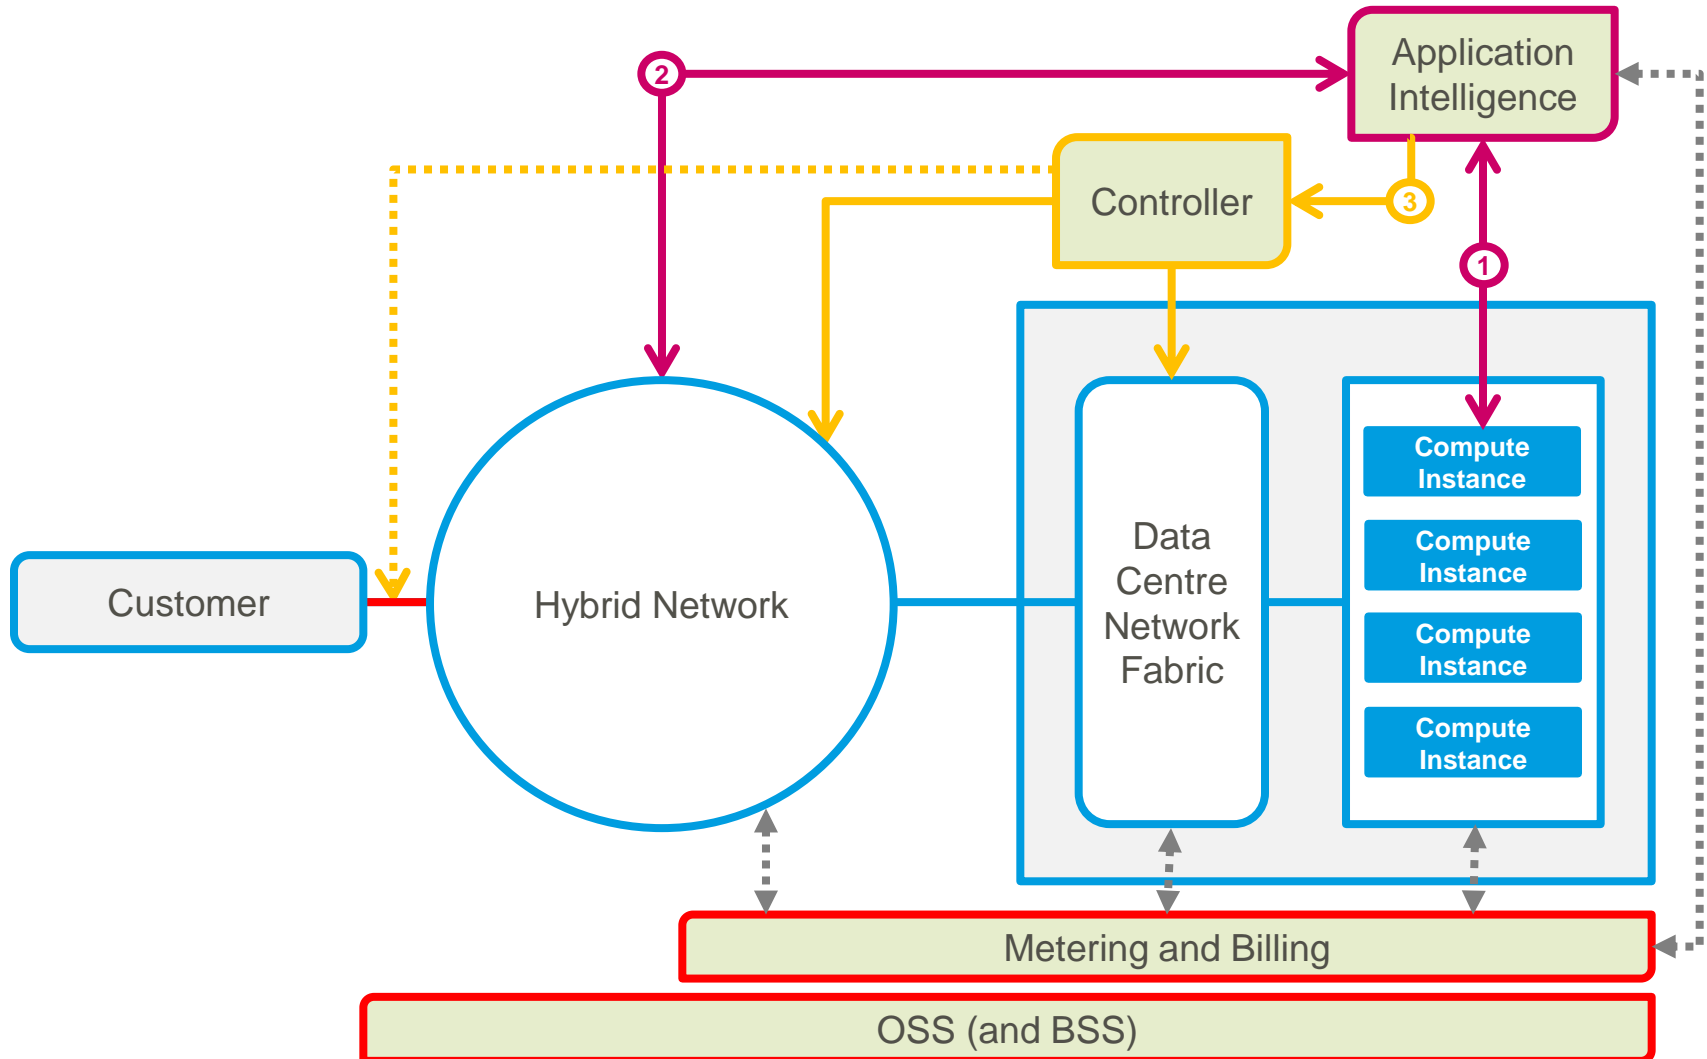 Application
Intelligence
2
Controller
3
1
Compute
Instance
Compute
Instance
Data
Centre
Network
Fabric
Customer
Hybrid Network
Compute
Instance
Compute
Instance
Metering and Billing
OSS (and BSS)